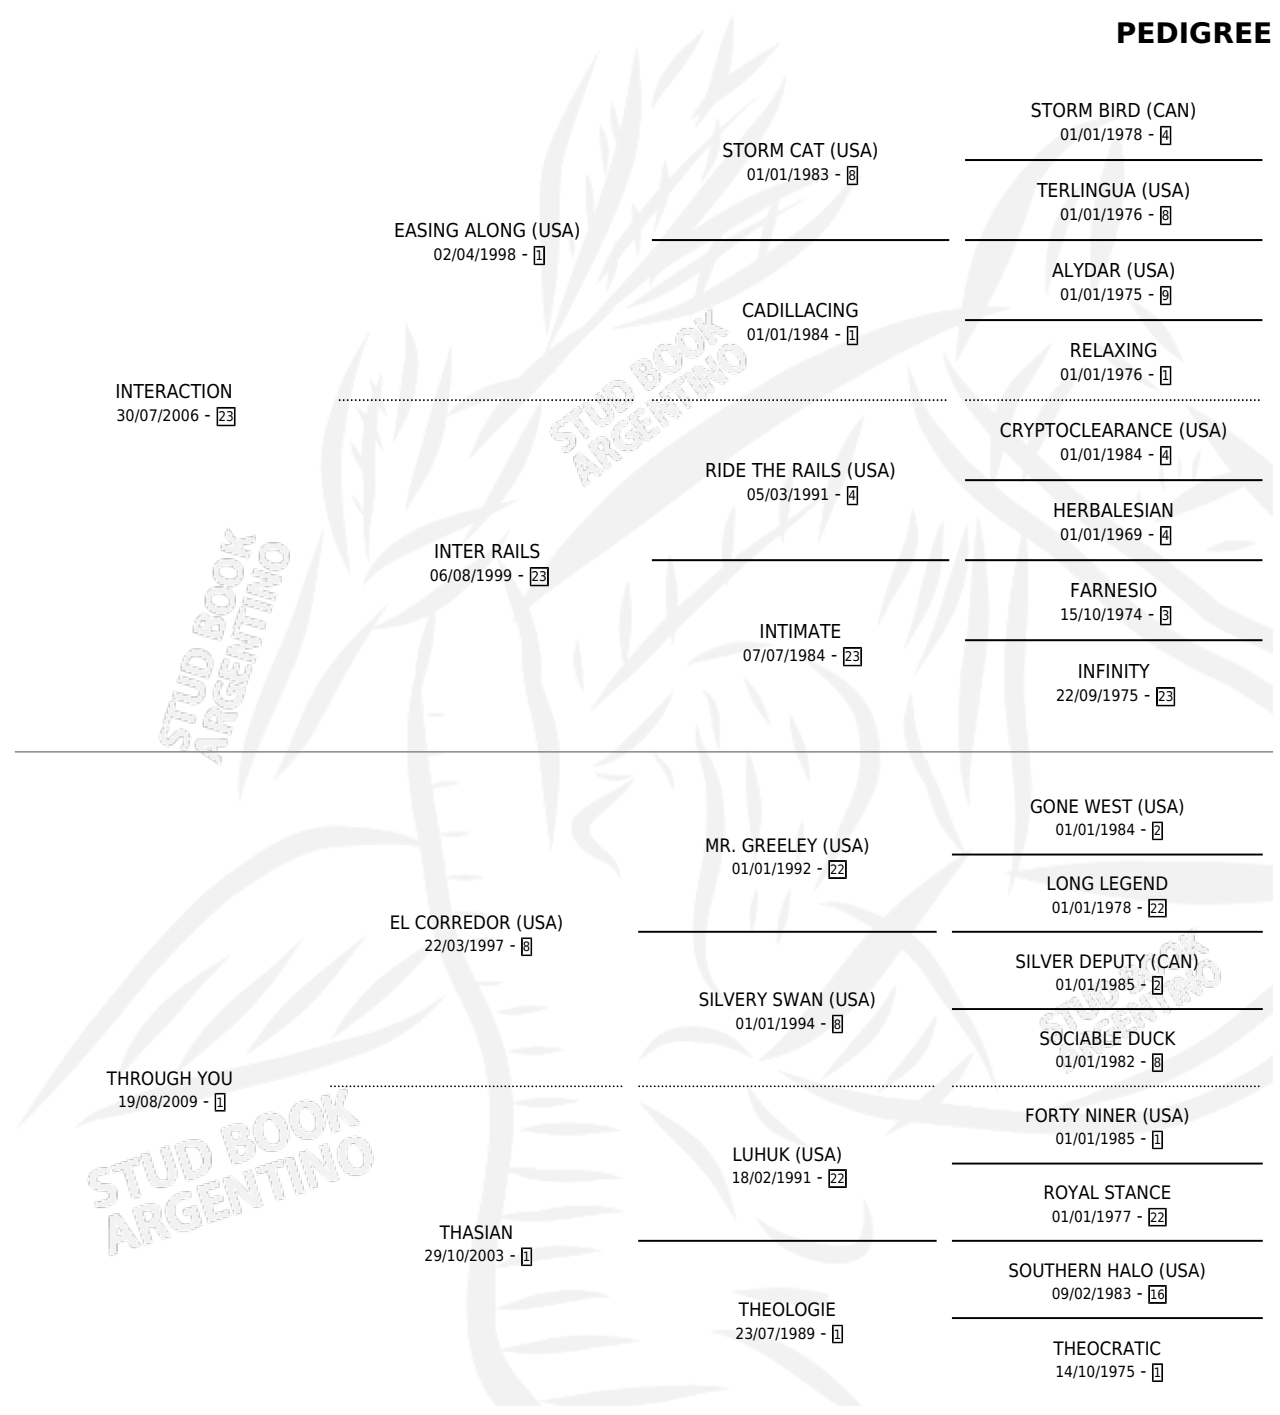 PEDIGREE
STORM BIRD (CAN)
01/01/1978 - 4
STORM CAT (USA)
01/01/1983 - 8
TERLINGUA (USA)
01/01/1976 - 8
EASING ALONG (USA)
02/04/1998 - 1
ALYDAR (USA)
01/01/1975 - 9
CADILLACING
01/01/1984 - 1
RELAXING
01/01/1976 - 1
INTERACTION
30/07/2006 - 23
CRYPTOCLEARANCE (USA)
01/01/1984 - 4
RIDE THE RAILS (USA)
05/03/1991 - 4
HERBALESIAN
01/01/1969 - 4
INTER RAILS
06/08/1999 - 23
FARNESIO
15/10/1974 - 3
INTIMATE
07/07/1984 - 23
INFINITY
22/09/1975 - 23
STUD BOOK
ARGENTINO
STUD BOOK
ARGENTINO
GONE WEST (USA)
01/01/1984 - 2
MR. GREELEY (USA)
01/01/1992 - 22
LONG LEGEND
01/01/1978 - 22
EL CORREDOR (USA)
22/03/1997 - 8
SILVER DEPUTY (CAN)
01/01/1985 - 2
SILVERY SWAN (USA)
01/01/1994 - 8
SOCIABLE DUCK
01/01/1982 - 8
THROUGH YOU
19/08/2009 - 1
FORTY NINER (USA)
01/01/1985 - 1
LUHUK (USA)
18/02/1991 - 22
ROYAL STANCE
01/01/1977 - 22
THASIAN
29/10/2003 - 1
SOUTHERN HALO (USA)
09/02/1983 - 16
THEOLOGIE
23/07/1989 - 1
THEOCRATIC
14/10/1975 - 1
STUD BOOK
ARGENTINO
STUD BOOK
ARGENTINO